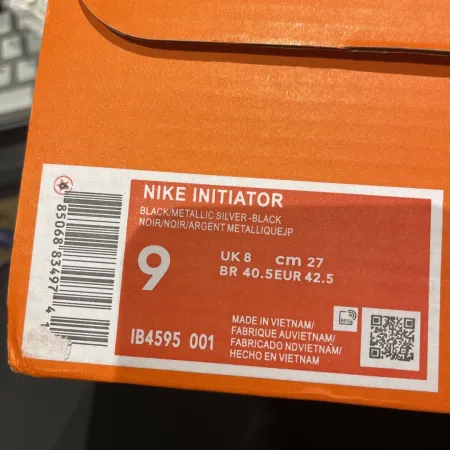 NIKE INITIATOR
BLACK/METALLIC SILVER -BLACK
NOIR/NOIR/ARGENT METALLIQUEJP
9
UK 8 cm 27
BR 40.5EUR 42.5
IB4595 001
MADE IN VIETNAM/
FABRIQUE AUVIETNAM/
FABRICADO NDVIETNAM/
HECHO EN VIETNAM
85068 83497 4